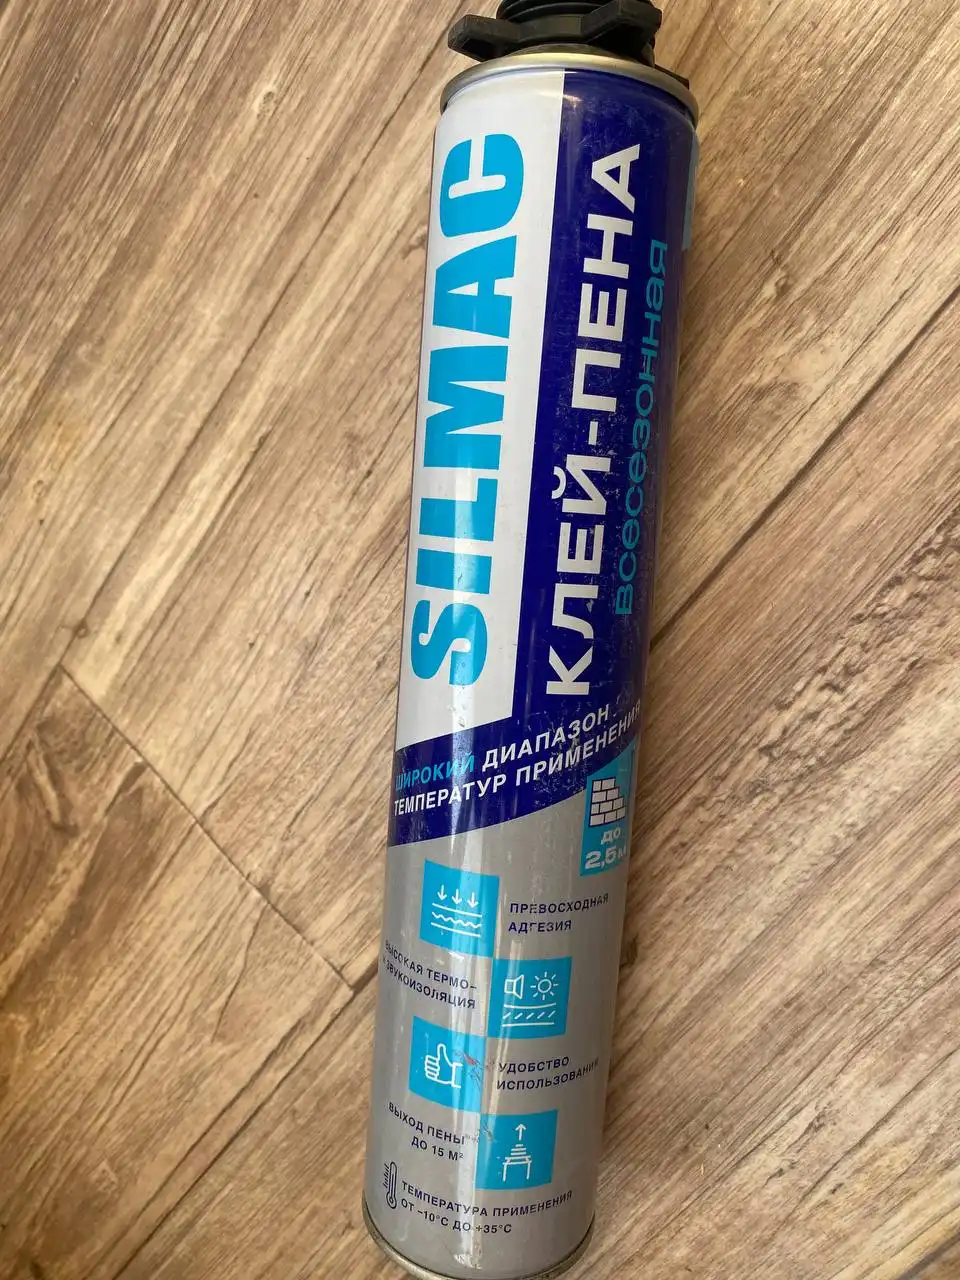 SILMAC
КЛЕЙ-ПЕНА
всесезонная
ШИРОКИЙ ДИАПАЗОН
ТЕМПЕРАТУР ПРИМЕНЕНИЯ
до
2,5м
ПРЕВОСХОДНАЯ
АДГЕЗИЯ
ВЫСОКАЯ ТЕРМО-
И ЗВУКОИЗОЛЯЦИЯ
УДОБСТВО
ИСПОЛЬЗОВАНИЯ
ВЫХОД ПЕНЫ
ДО 15 М²
ТЕМПЕРАТУРА ПРИМЕНЕНИЯ
ОТ -10°С ДО +35°С